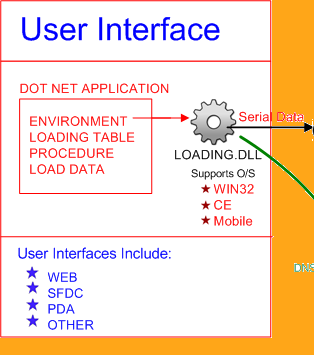 User Interface
DOT NET APPLICATION
ENVIRONMENT
LOADING TABLE
PROCEDURE
LOAD DATA
Serial Data
LOADING.DLL
Supports O/S
WIN32
CE
Mobile
User Interfaces Include:
WEB
SFDC
PDA
OTHER